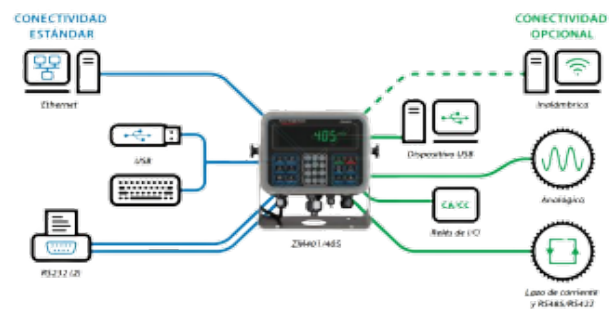 CONECTIVIDAD
ESTÁNDAR
CONECTIVIDAD
OPCIONAL
Ethernet
Inalámbrica
405
USB
Dispositivo USB
Analógico
CA/CC
Relés de I/O
ZM401/405
RS232 (2)
Lazo de corriente
y RS485/RS422